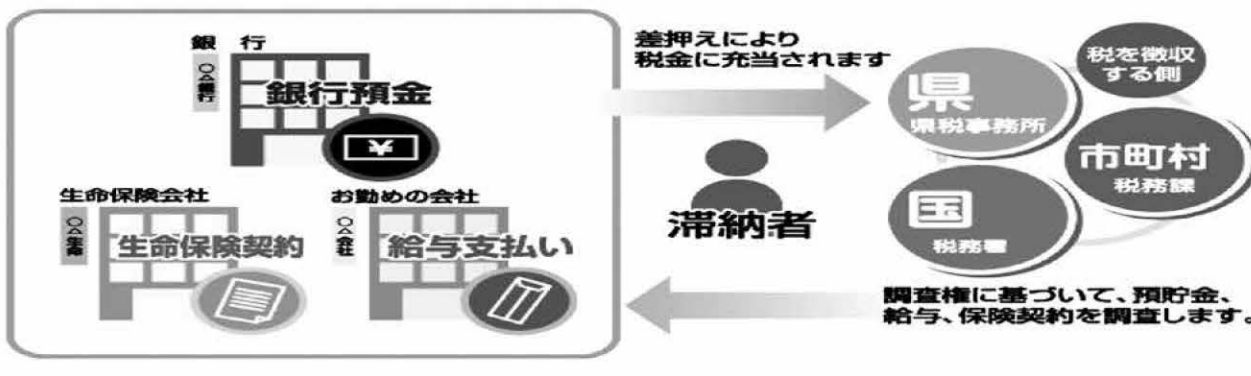 銀 行
○△銀行
銀行預金
¥
生命保険会社
○△生命
生命保険契約
お勤めの会社
○△会社
給与支払い
差押えにより
税金に充当されます
滞納者
県
県税事務所
税を徴収
する側
市町村
税務課
国
税務署
調査権に基づいて、預貯金、
給与、保険契約を調査します。